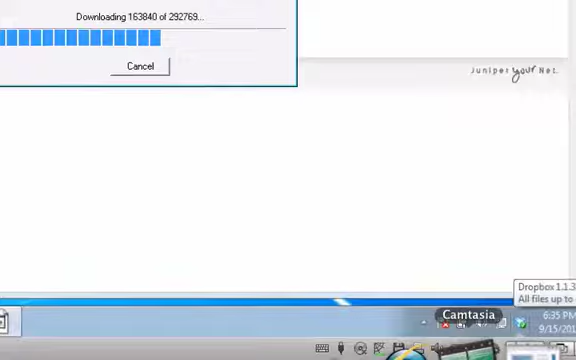 Downloading 163840 of 292769...
Cancel
Juniper your Net.
Dropbox 1.1.3
All files up to
Camtasia
6:35 PM
9/15/201